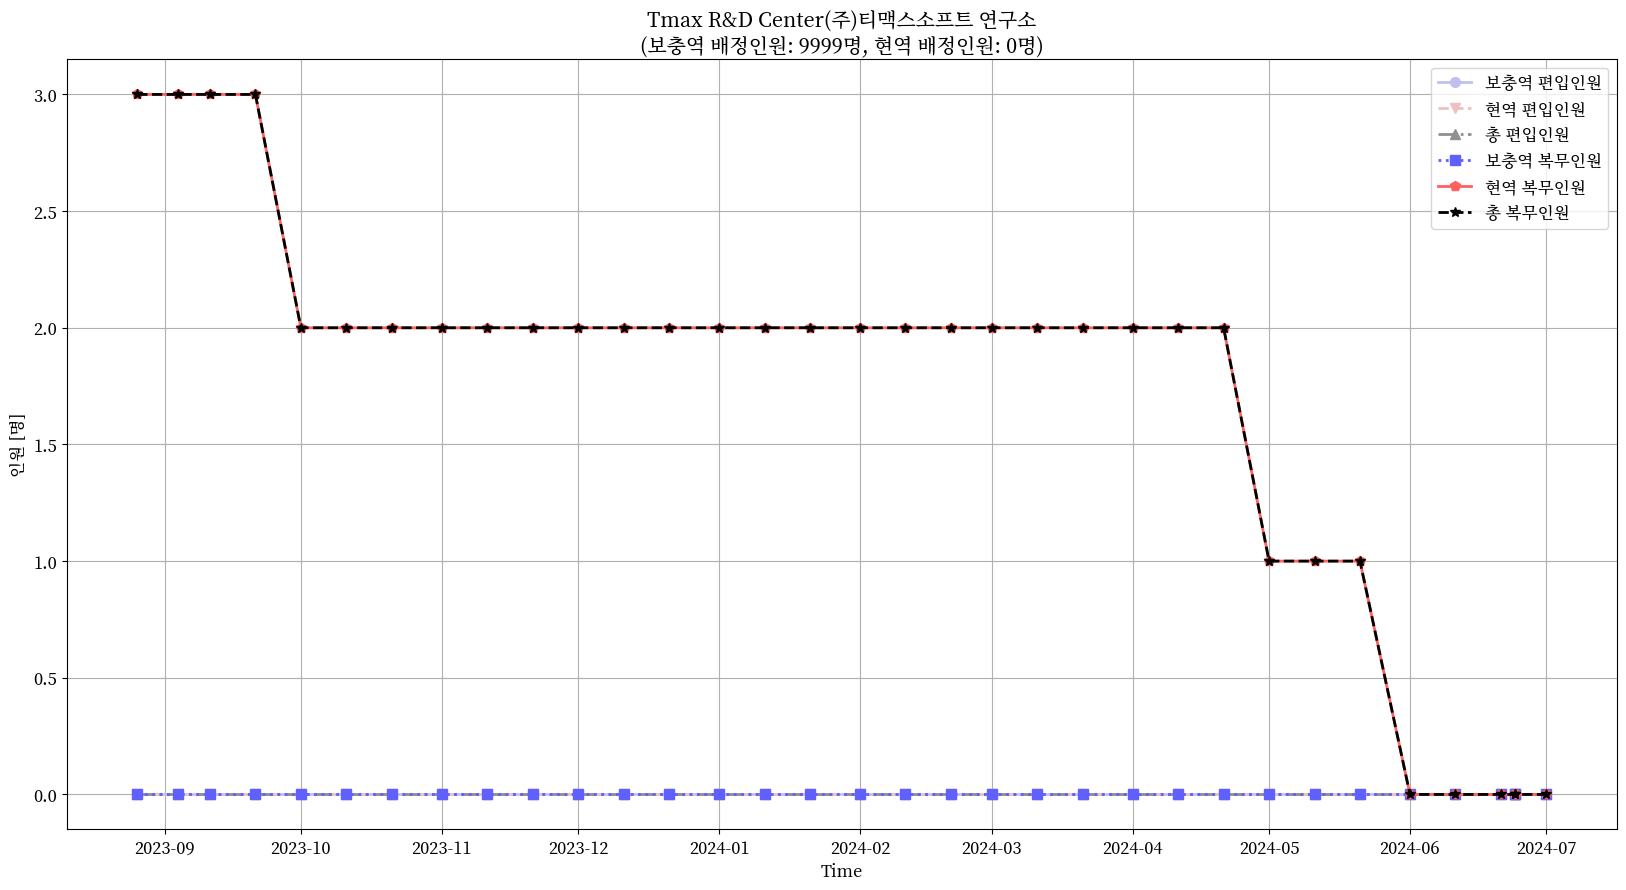 Tmax R&D Center(주)티맥스소프트 연구소
(보충역 배정인원: 9999명, 현역 배정인원: 0명)
보충역 편입인원
현역 편입인원
총 편입인원
보충역 복무인원
현역 복무인원
총 복무인원
인원 [명]
3.0
2.5
2.0
1.5
1.0
0.5
0.0
2023-09 2023-10 2023-11 2023-12 2024-01 2024-02 2024-03 2024-04 2024-05 2024-06 2024-07
Time